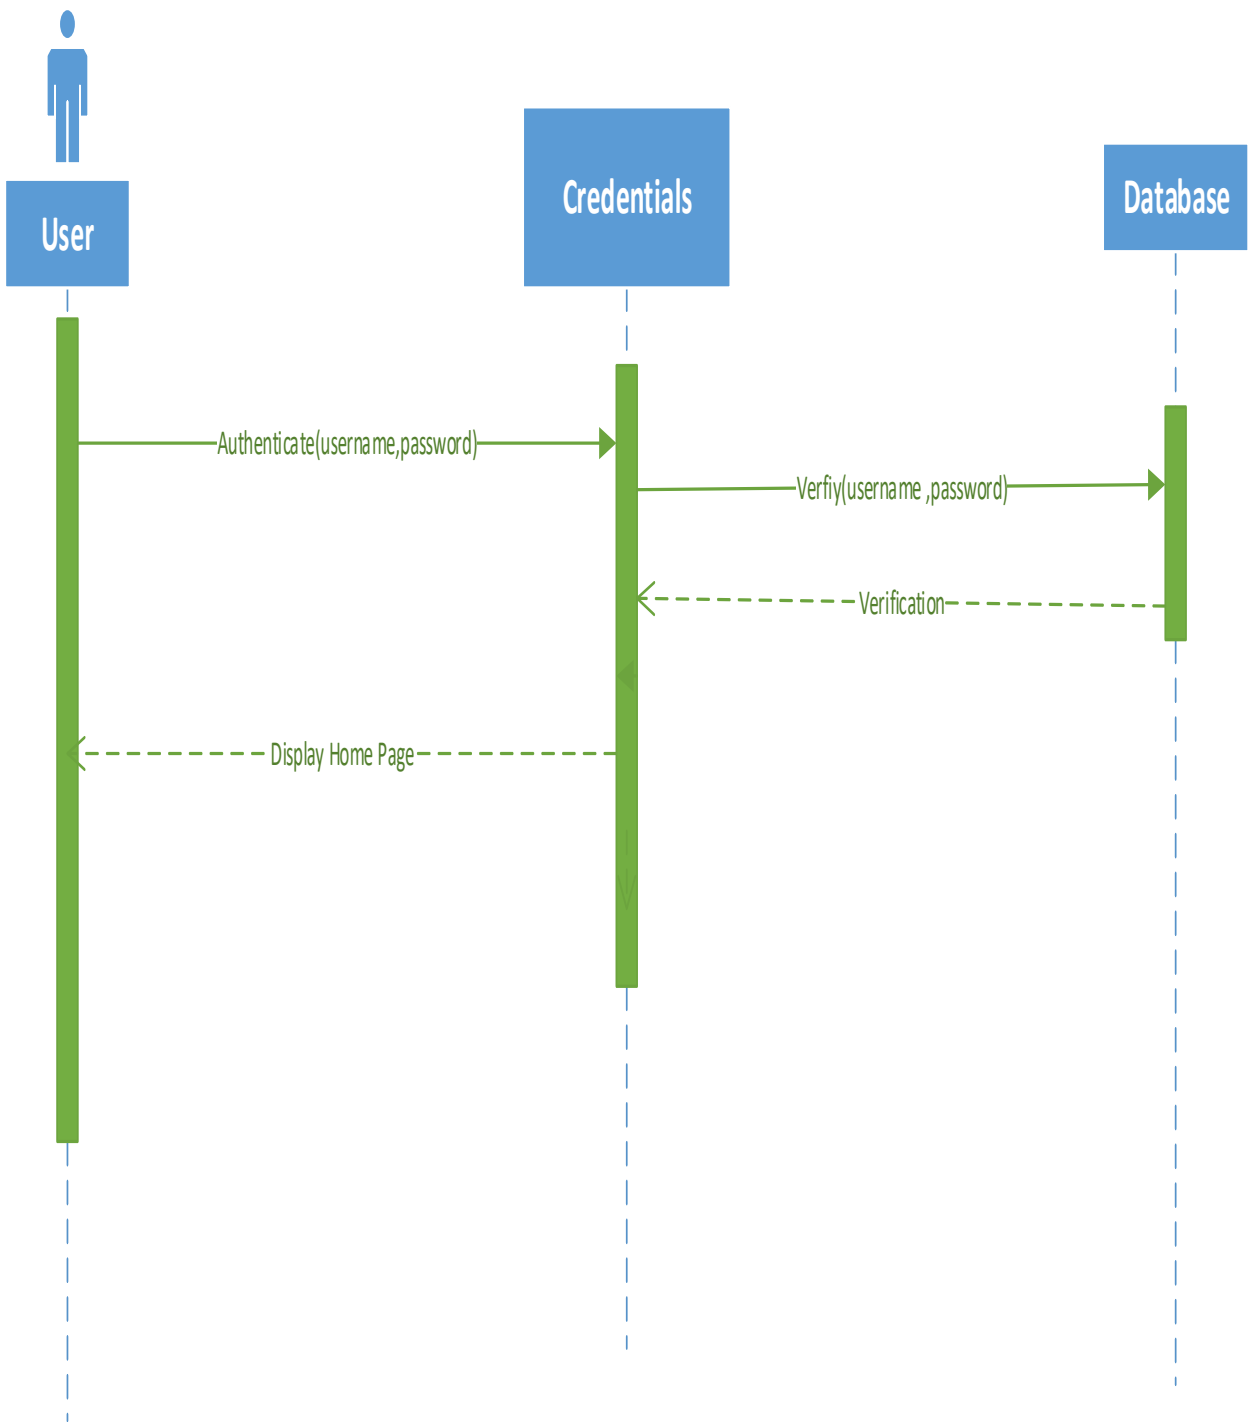 User
Credentials
Database
Authenticate(username,password)
Verfiy(username ,password)
Verification
Display Home Page